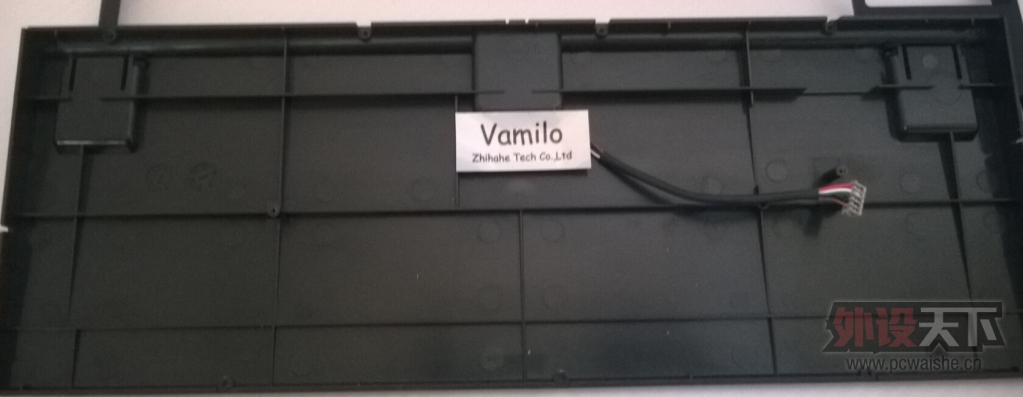 Vamilo
Zhihahe Tech Co.,Ltd
外设天下
www.pcwaishe.cn